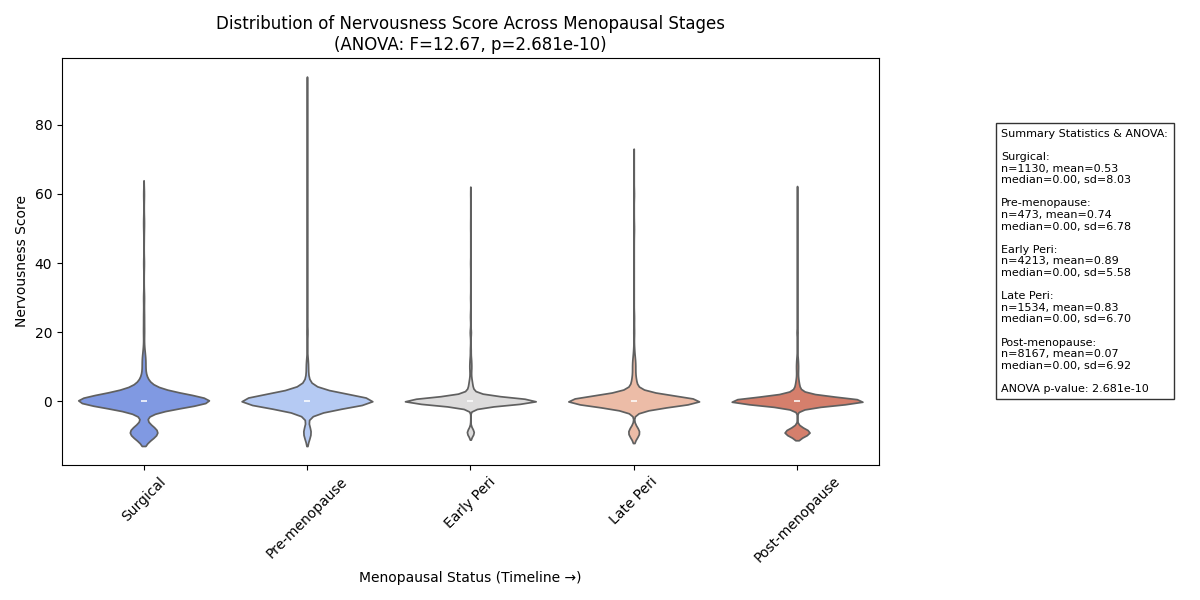 Distribution of Nervousness Score Across Menopausal Stages
(ANOVA: F=12.67, p=2.681e-10)
Nervousness Score
80
60
40
20
0
Surgical
Pre-menopause
Early Peri
Late Peri
Post-menopause
Menopausal Status (Timeline →)
Summary Statistics & ANOVA:
Surgical:
n=1130, mean=0.53
median=0.00, sd=8.03
Pre-menopause:
n=473, mean=0.74
median=0.00, sd=6.78
Early Peri:
n=4213, mean=0.89
median=0.00, sd=5.58
Late Peri:
n=1534, mean=0.83
median=0.00, sd=6.70
Post-menopause:
n=8167, mean=0.07
median=0.00, sd=6.92
ANOVA p-value: 2.681e-10